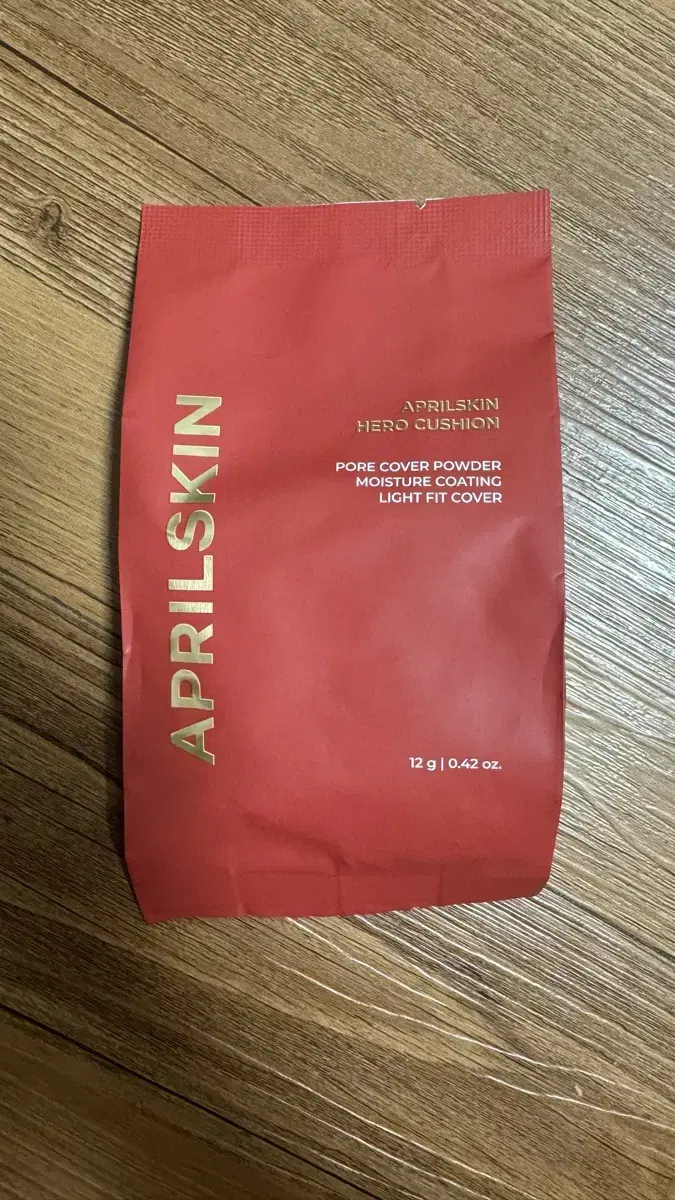 APRILSKIN
APRILSKIN
HERO CUSHION
PORE COVER POWDER
MOISTURE COATING
LIGHT FIT COVER
12 g | 0.42 oz.